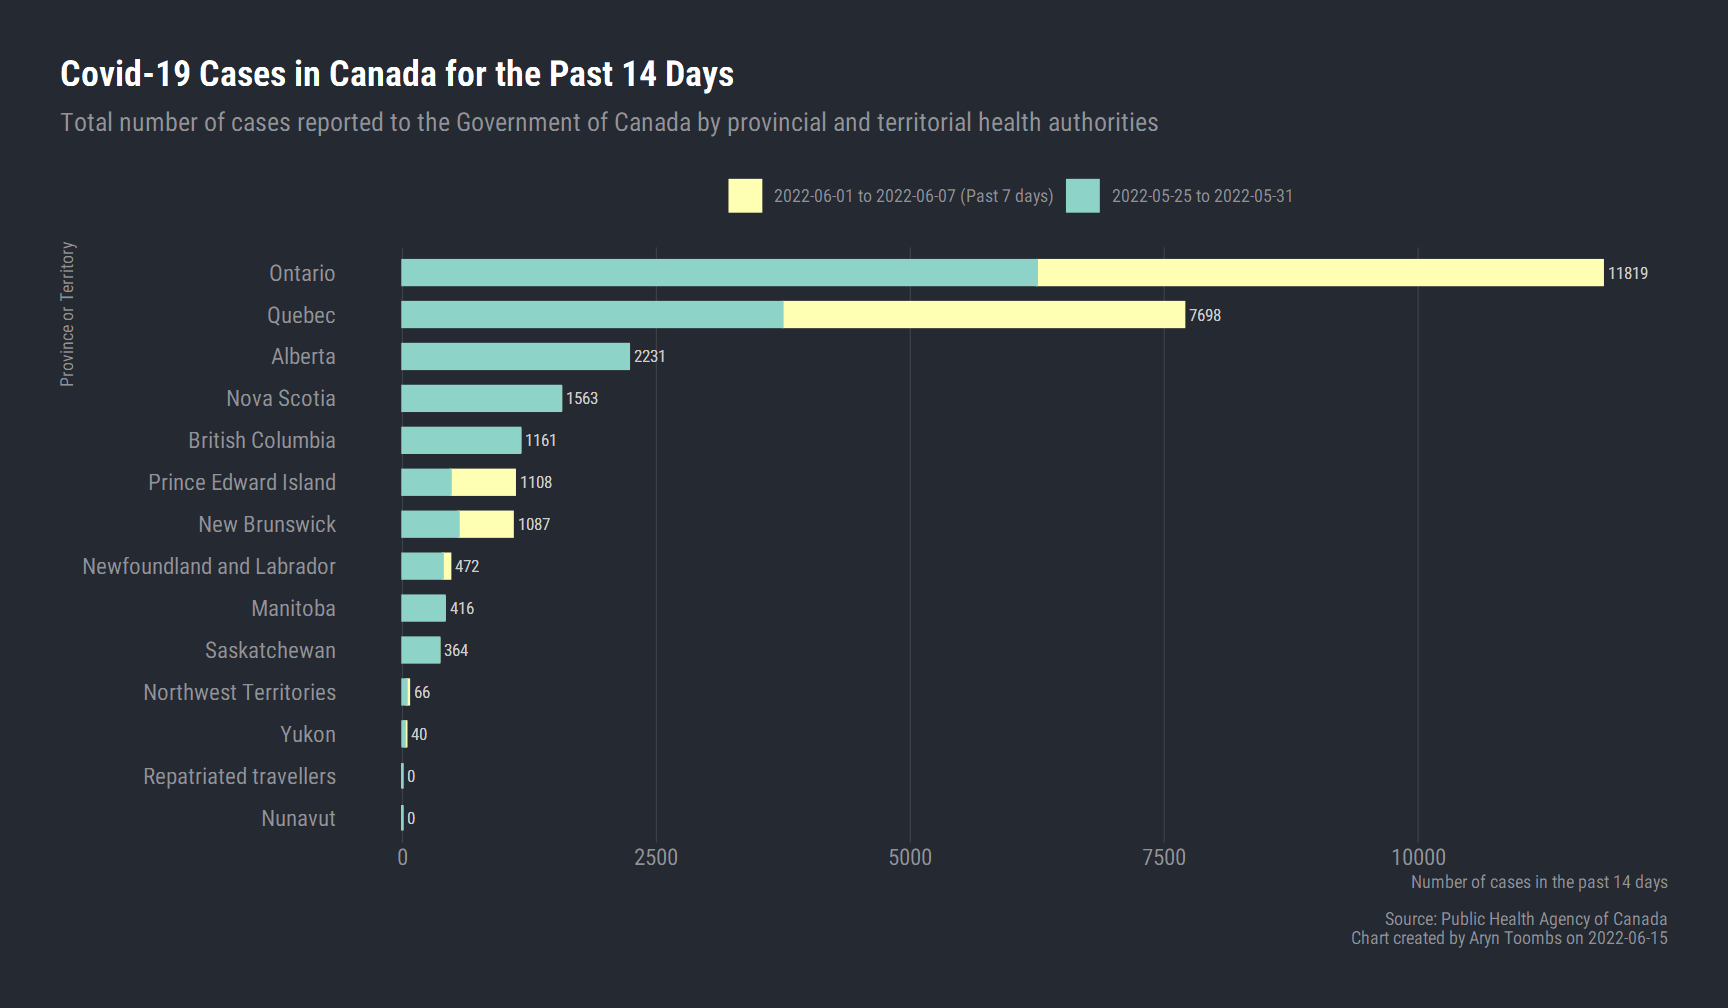 Covid-19 Cases in Canada for the Past 14 Days
Total number of cases reported to the Government of Canada by provincial and territorial health authorities
2022-06-01 to 2022-06-07 (Past 7 days) 2022-05-25 to 2022-05-31
Province or Territory
Ontario 11819
Quebec 7698
Alberta 2231
Nova Scotia 1563
British Columbia 1161
Prince Edward Island 1108
New Brunswick 1087
Newfoundland and Labrador 472
Manitoba 416
Saskatchewan 364
Northwest Territories 66
Yukon 40
Repatriated travellers 0
Nunavut 0
0 2500 5000 7500 10000
Number of cases in the past 14 days
Source: Public Health Agency of Canada
Chart created by Aryn Toombs on 2022-06-15